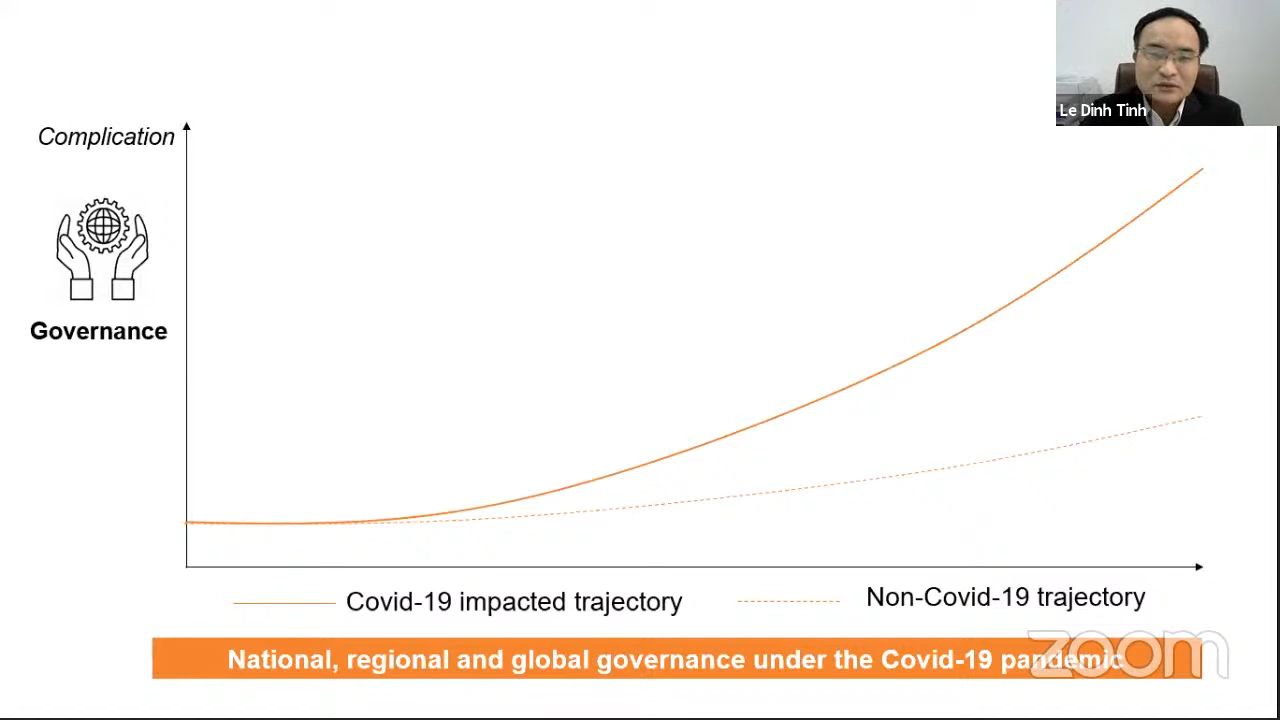 Le Dinh Tinh
Complication
Governance
Covid-19 impacted trajectory
Non-Covid-19 trajectory
National, regional and global governance under the Covid-19 pandemic
zoom